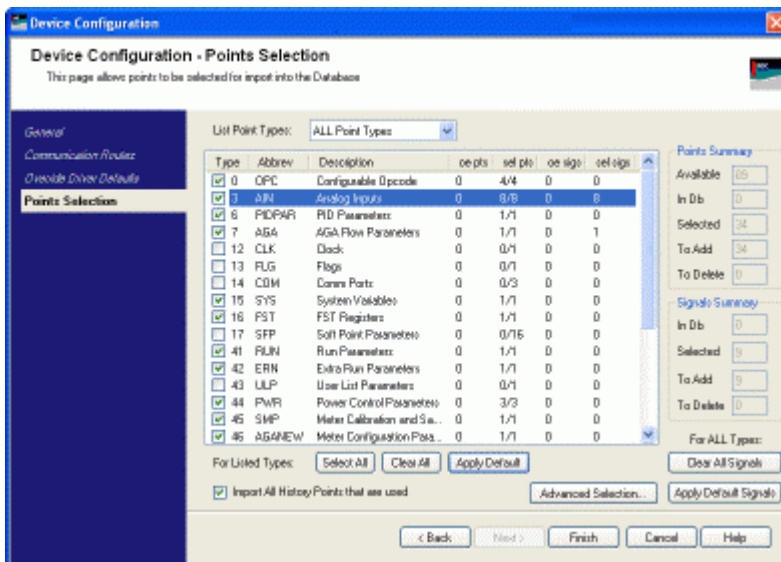 Device Configuration
Device Configuration - Points Selection
This page allows points to be selected for import into the Database
General
Communication Routes
Override Driver Defaults
Points Selection
List Point Types: ALL Point Types
Type Abbrev Description oe pts sel pts oe sigs sel sigs
0 OPC Configurable Opcode 0 4/4 0 0
3 AIN Analog Inputs 0 8/8 0 8
6 PIDPAR PID Parameters 0 1/1 0 0
7 AGA AGA Flow Parameters 0 1/1 0 1
12 CLK Clock 0 0/1 0 0
13 FLG Flags 0 0/1 0 0
14 COM Comm Ports 0 0/3 0 0
15 SYS System Variables 0 1/1 0 0
16 FST FST Registers 0 1/1 0 0
17 SFP Soft Point Parameters 0 0/16 0 0
41 RUN Run Parameters 0 1/1 0 0
42 ERN Extra Run Parameters 0 1/1 0 0
43 ULP User List Parameters 0 0/1 0 0
44 PWR Power Control Parameters 0 3/3 0 0
45 SMP Meter Calibration and Sa... 0 1/1 0 0
46 AGANEW Meter Configuration Para... 0 1/1 0 0
For Listed Types: Select All Clear All Apply Default
Import All History Points that are used
Advanced Selection...
Points Summary
Available 69
In Db 0
Selected 34
To Add 34
To Delete 0
Signals Summary
In Db 0
Selected 9
To Add 9
To Delete 0
For ALL Types:
Clear All Signals
Apply Default Signals
< Back Next > Finish Cancel Help